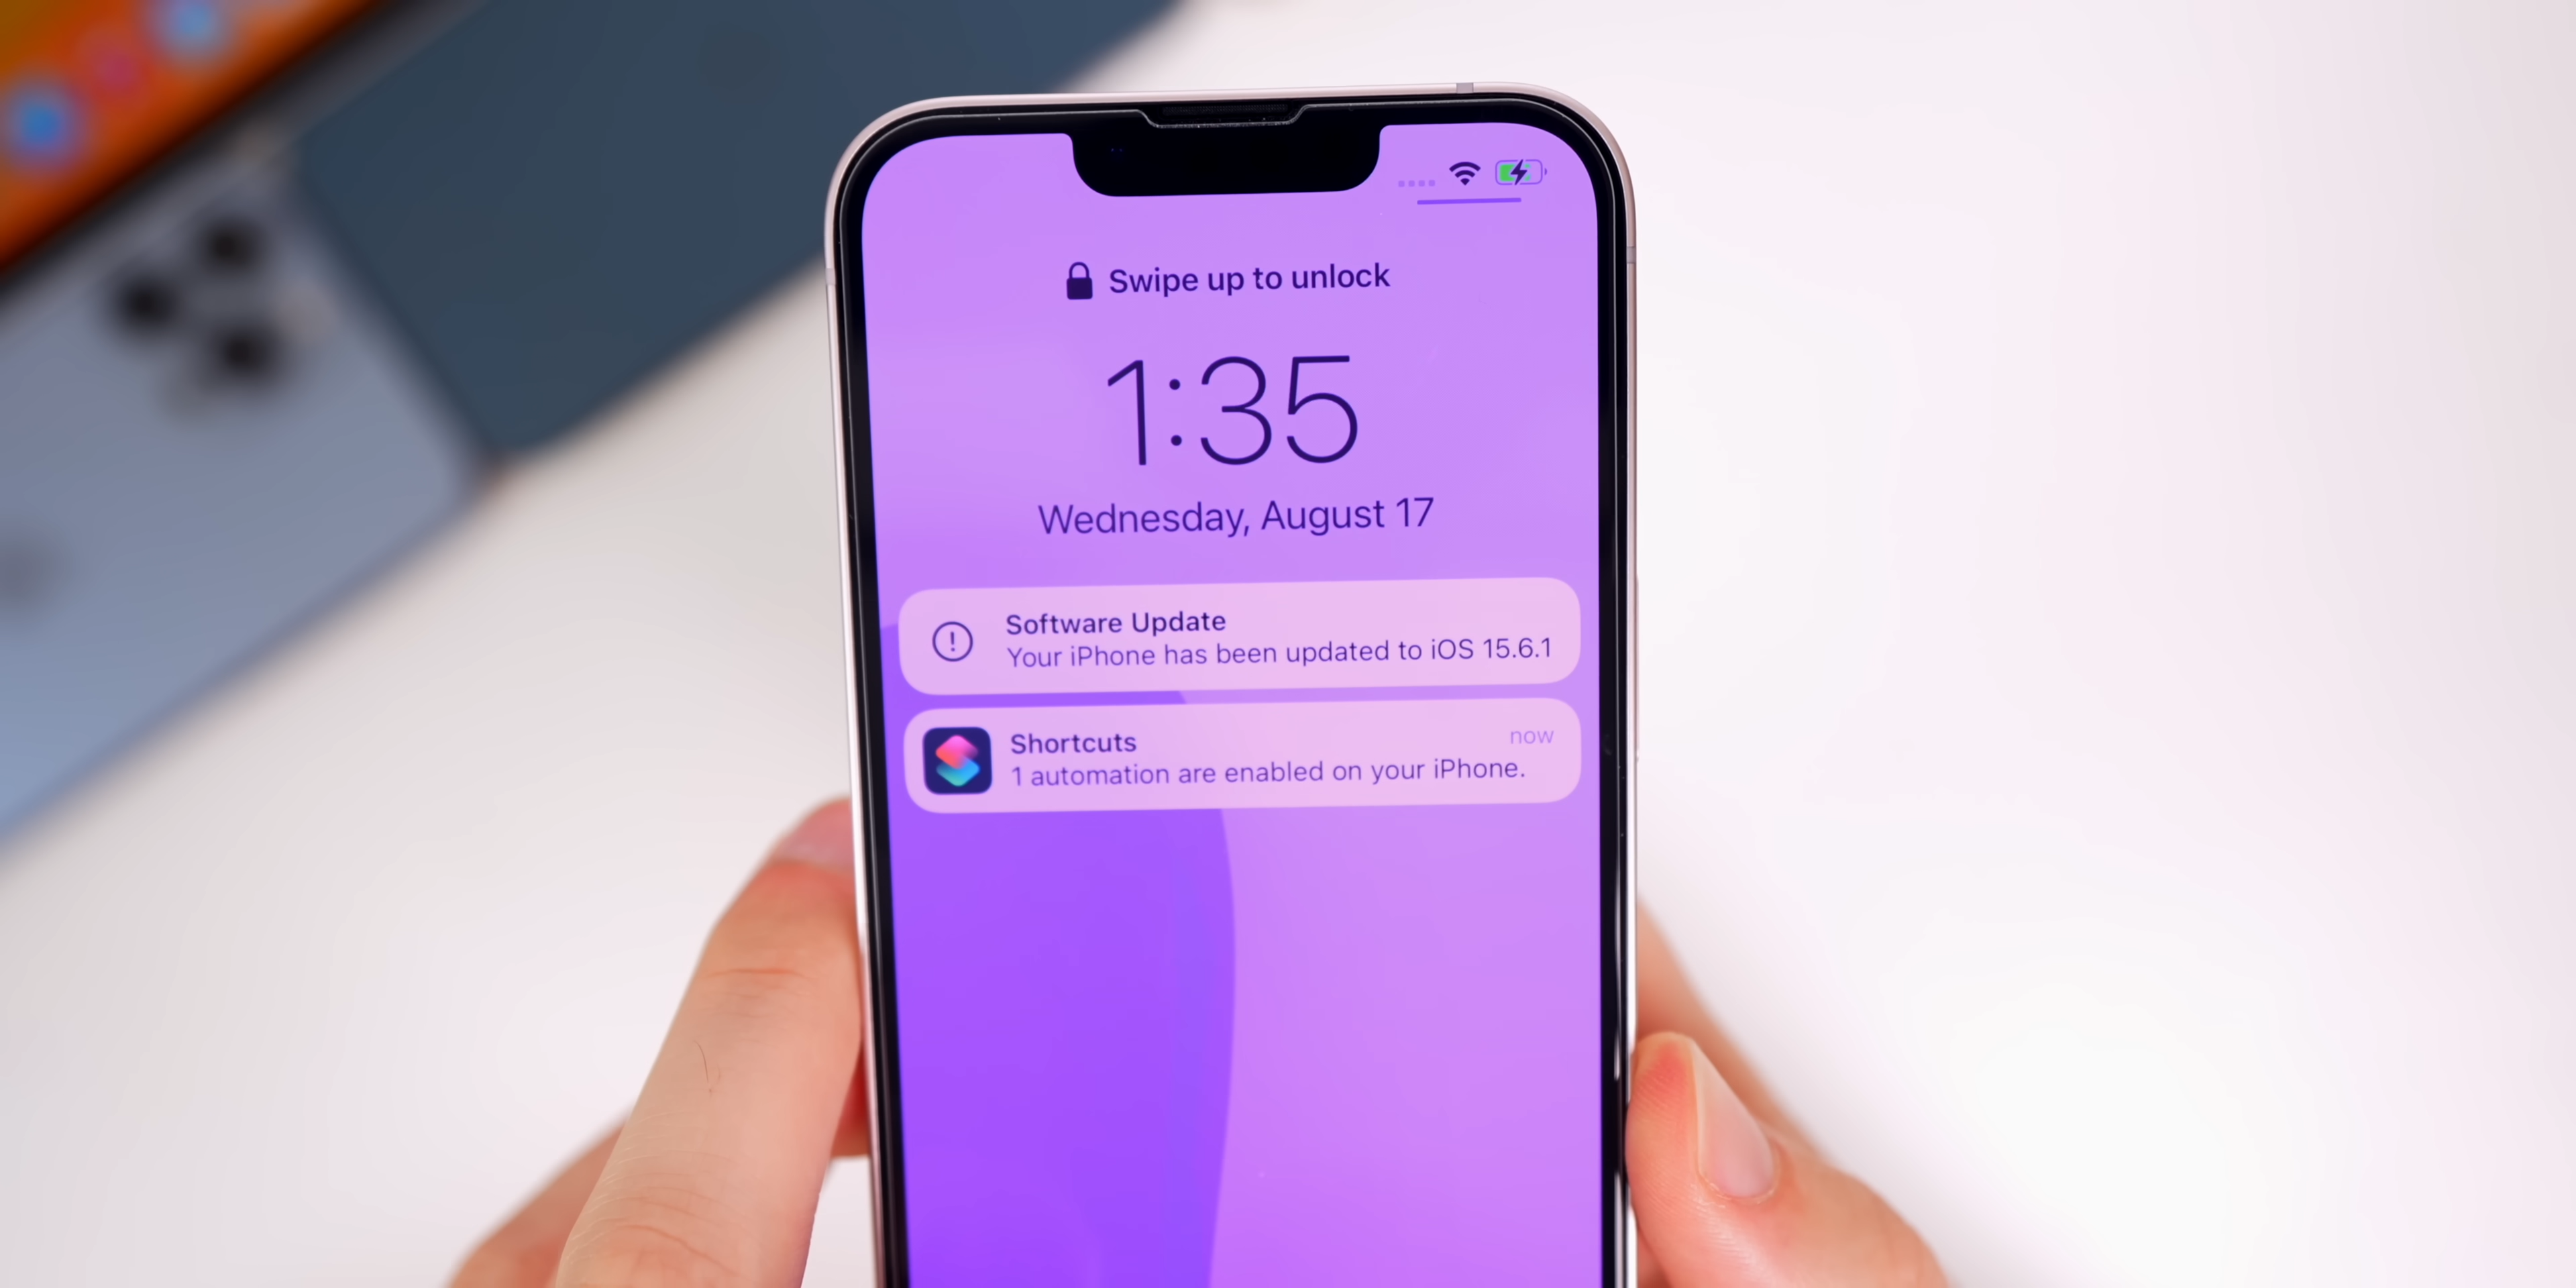 Swipe up to unlock
1:35
Wednesday, August 17
Software Update
Your iPhone has been updated to iOS 15.6.1
Shortcuts
now
1 automation are enabled on your iPhone.